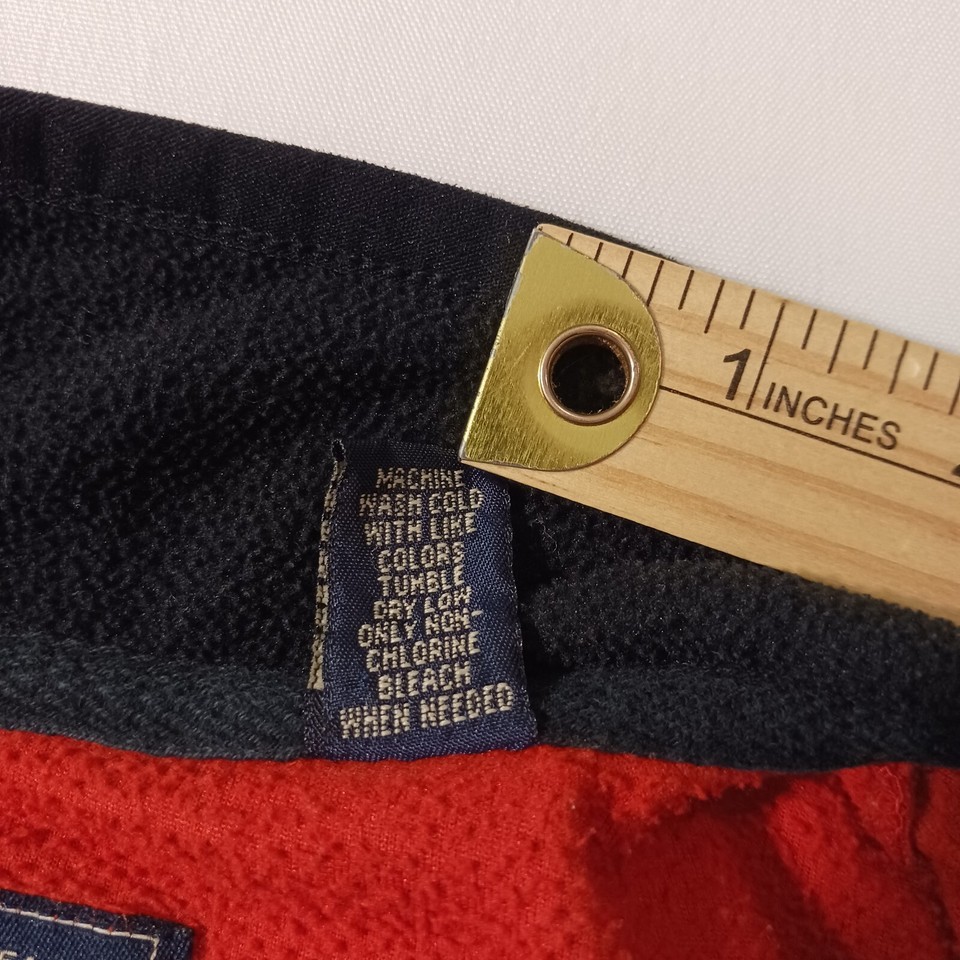 MACHINE
WASH COLD
WITH LIKE
COLORS
TUMBLE
DRY LOW
ONLY NON-
CHLORINE
BLEACH
WHEN NEEDED
1
INCHES